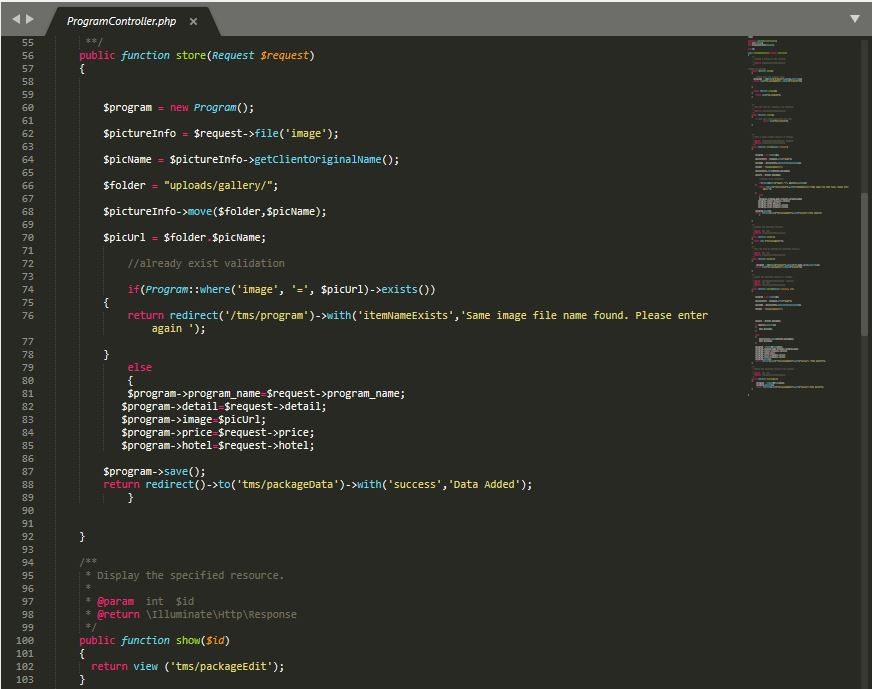 ProgramController.php ×
55 **/
56 public function store(Request $request)
57 {
58
59
60 $program = new Program();
61
62 $pictureInfo = $request->file('image');
63
64 $picName = $pictureInfo->getClientOriginalName();
65
66 $folder = "uploads/gallery/";
67
68 $pictureInfo->move($folder,$picName);
69
70 $picUrl = $folder.$picName;
71
72 //already exist validation
73
74 if(Program::where('image', '=', $picUrl)->exists())
75 {
76 return redirect('/tms/program')->with('itemNameExists','Same image file name found. Please enter
again ');
77
78 }
79 else
80 {
81 $program->program_name=$request->program_name;
82 $program->detail=$request->detail;
83 $program->image=$picUrl;
84 $program->price=$request->price;
85 $program->hotel=$request->hotel;
86
87 $program->save();
88 return redirect()->to('tms/packageData')->with('success','Data Added');
89 }
90
91
92 }
93
94 /**
95 * Display the specified resource.
96 *
97 * @param  int  $id
98 * @return \Illuminate\Http\Response
99 */
100 public function show($id)
101 {
102 return view ('tms/packageEdit');
103 }